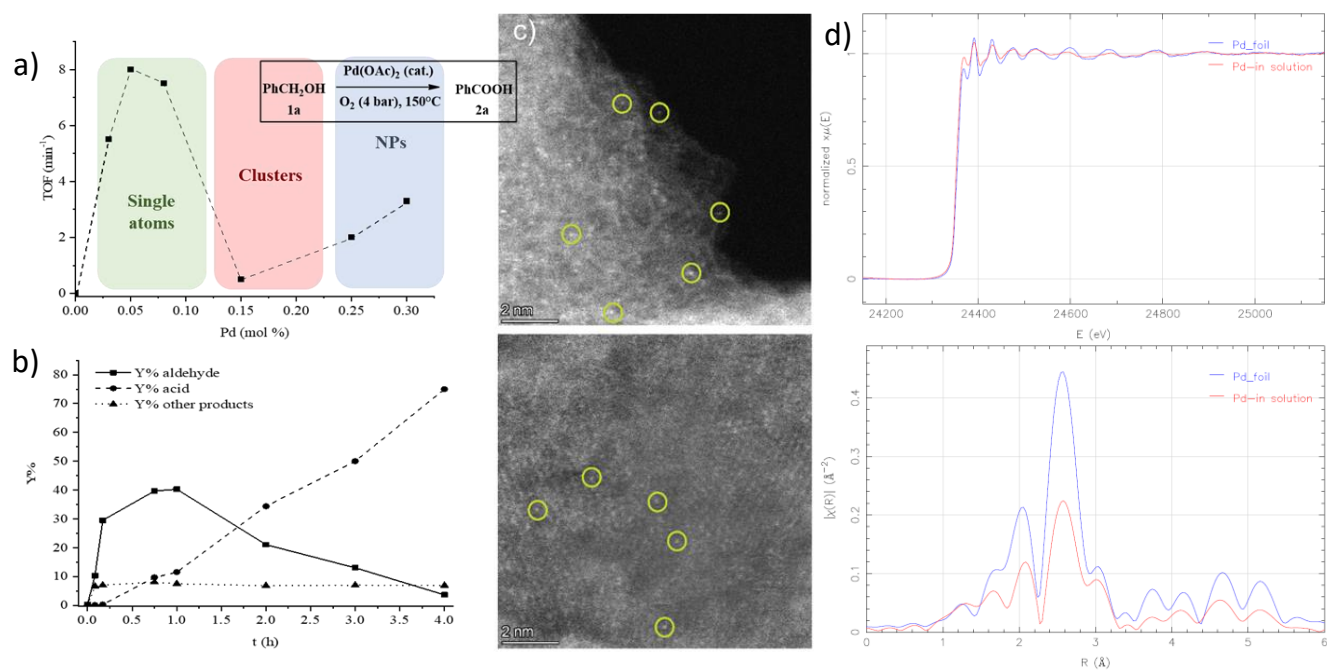 a)
8
6
4
2
0
TOF (min⁻¹)
Single
atoms
Clusters
NPs
PhCH₂OH
1a
Pd(OAc)₂ (cat.)
O₂ (4 bar), 150°C
PhCOOH
2a
0.00 0.05 0.10 0.15 0.20 0.25 0.30
Pd (mol %)
b)
Y% aldehyde
Y% acid
Y% other products
80
70
60
50
40
30
20
10
0
Y%
0.0 0.5 1.0 1.5 2.0 2.5 3.0 3.5 4.0
t (h)
c)
2 nm
2 nm
d)
Pd_foil
Pd-in solution
1
0.5
0
normalized xμ(E)
24200 24400 24600 24800 25000
E (eV)
Pd_foil
Pd-in solution
0.4
0.3
0.2
0.1
0
|χ(R)| (Å⁻²)
0 1 2 3 4 5 6
R (Å)